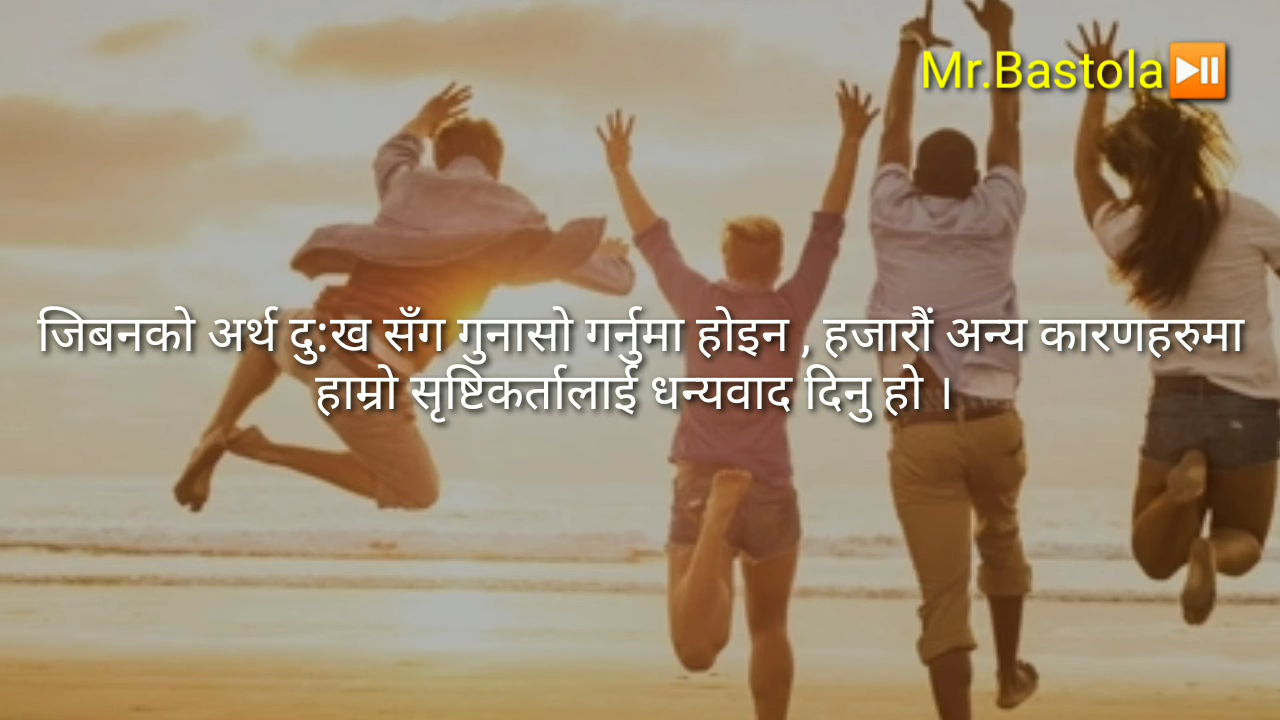 Mr.Bastola⏯
जिबनको अर्थ दु:ख सँग गुनासो गर्नुमा होइन , हजारौं अन्य कारणहरुमा
हाम्रो सृष्टिकर्तालाई धन्यवाद दिनु हो ।